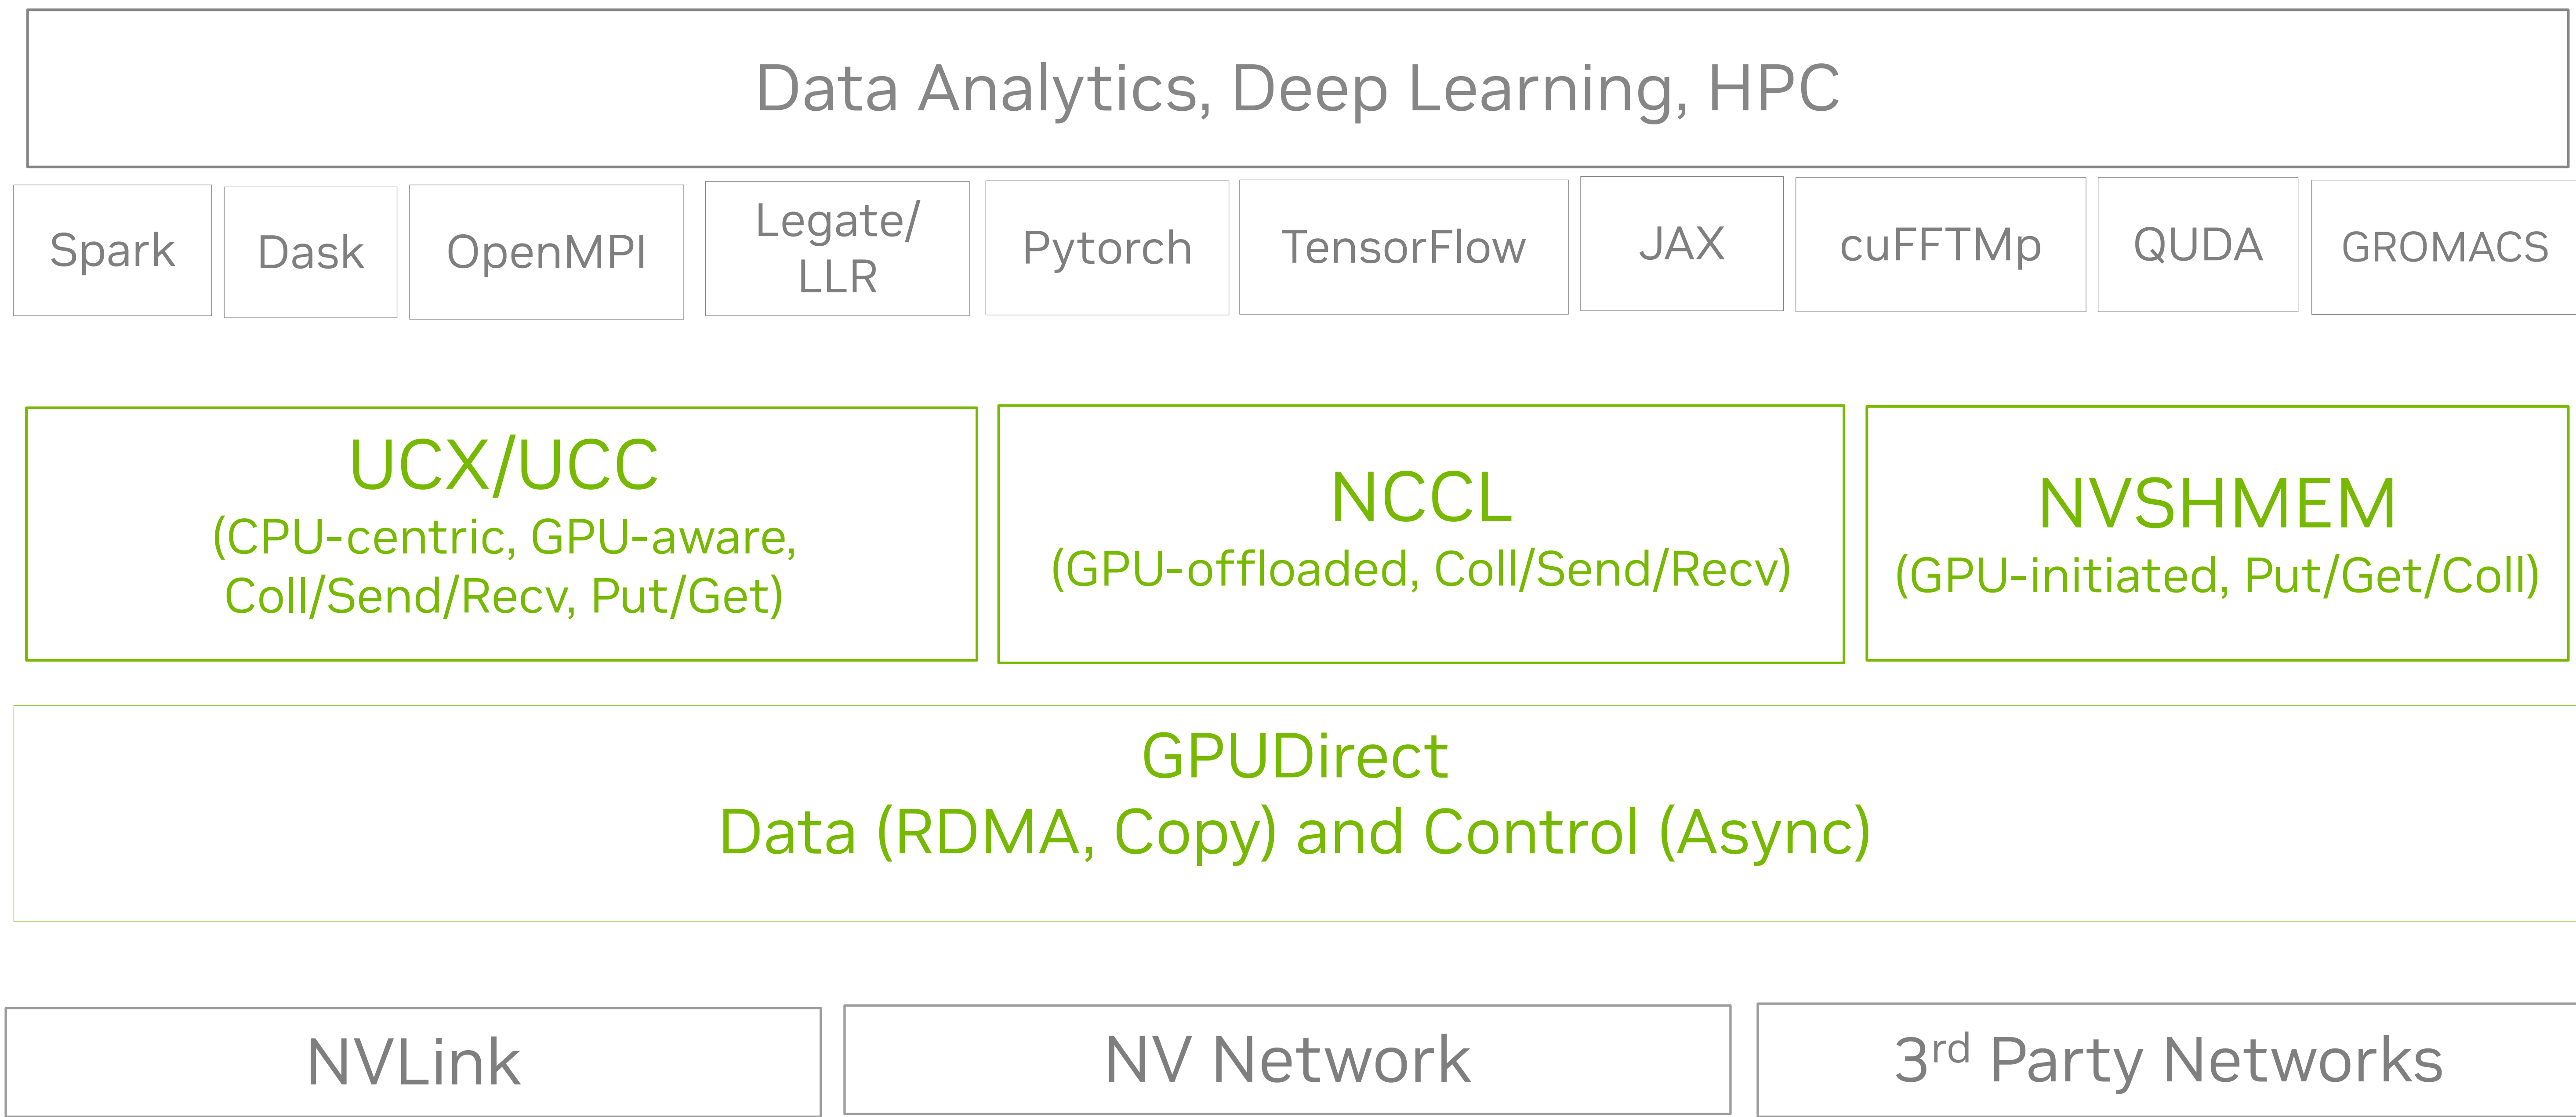 Data Analytics, Deep Learning, HPC
Spark
Dask
OpenMPI
Legate/
LLR
Pytorch
TensorFlow
JAX
cuFFTMp
QUDA
GROMACS
UCX/UCC
(CPU-centric, GPU-aware,
Coll/Send/Recv, Put/Get)
NCCL
(GPU-offloaded, Coll/Send/Recv)
NVSHMEM
(GPU-initiated, Put/Get/Coll)
GPUDirect
Data (RDMA, Copy) and Control (Async)
NVLink
NV Network
3rd Party Networks